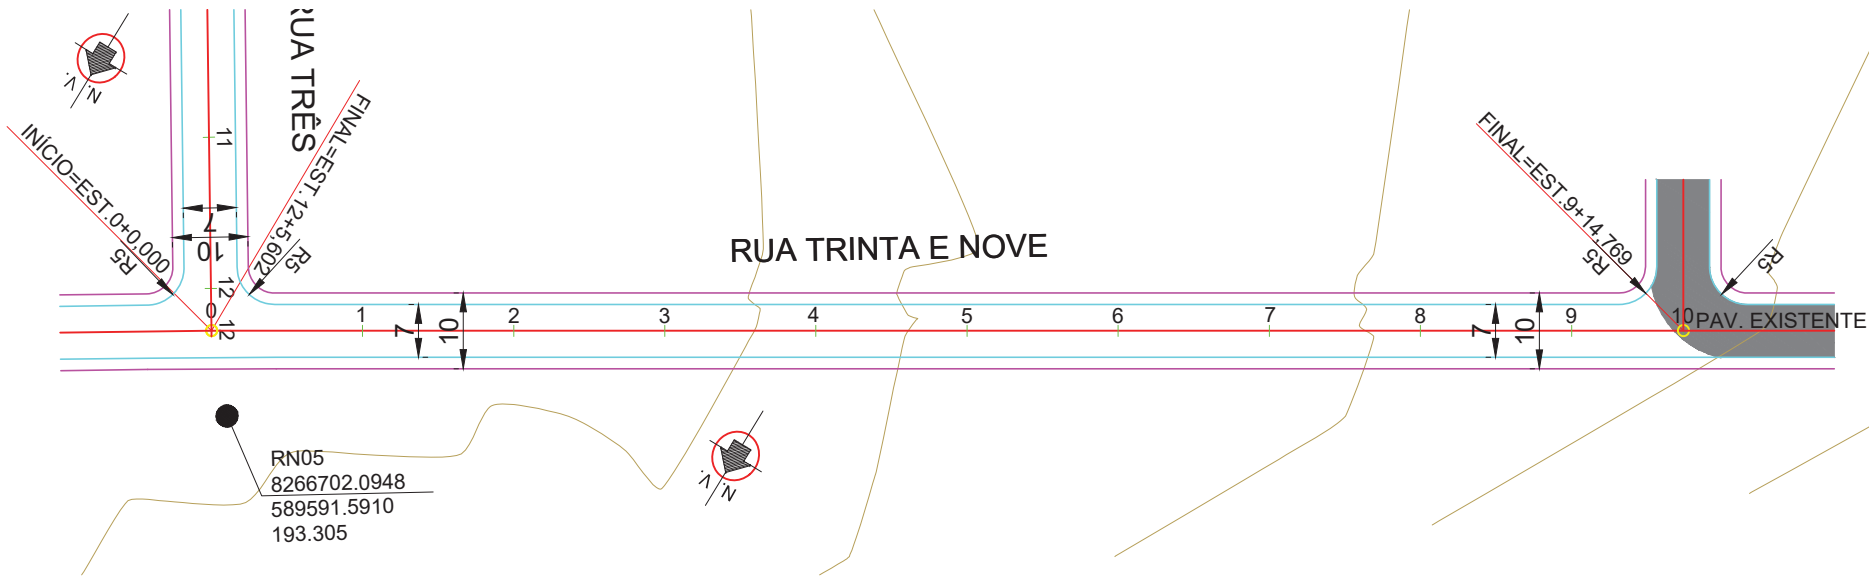 RUA TRÊS
N.V.
INÍCIO=EST.0+0,000
R5
FINAL=EST.12+5,602
R5
11
7
10
12
0
12
RUA TRINTA E NOVE
1
2
3
4
5
6
7
8
9
10
7
10
7
10
FINAL=EST.9+14,769
R5
R5
PAV. EXISTENTE
RN05
8266702.0948
589591.5910
193.305
N.V.